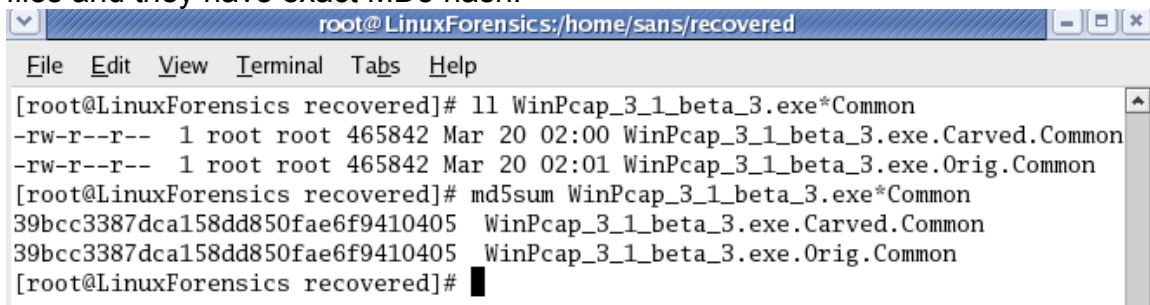 files and they have exact MD5 hash.
root@LinuxForensics:/home/sans/recovered
File Edit View Terminal Tabs Help
[root@LinuxForensics recovered]# ll WinPcap_3_1_beta_3.exe*Common
-rw-r--r-- 1 root root 465842 Mar 20 02:00 WinPcap_3_1_beta_3.exe.Carved.Common
-rw-r--r-- 1 root root 465842 Mar 20 02:01 WinPcap_3_1_beta_3.exe.Orig.Common
[root@LinuxForensics recovered]# md5sum WinPcap_3_1_beta_3.exe*Common
39bcc3387dca158dd850fae6f9410405 WinPcap_3_1_beta_3.exe.Carved.Common
39bcc3387dca158dd850fae6f9410405 WinPcap_3_1_beta_3.exe.Orig.Common
[root@LinuxForensics recovered]#